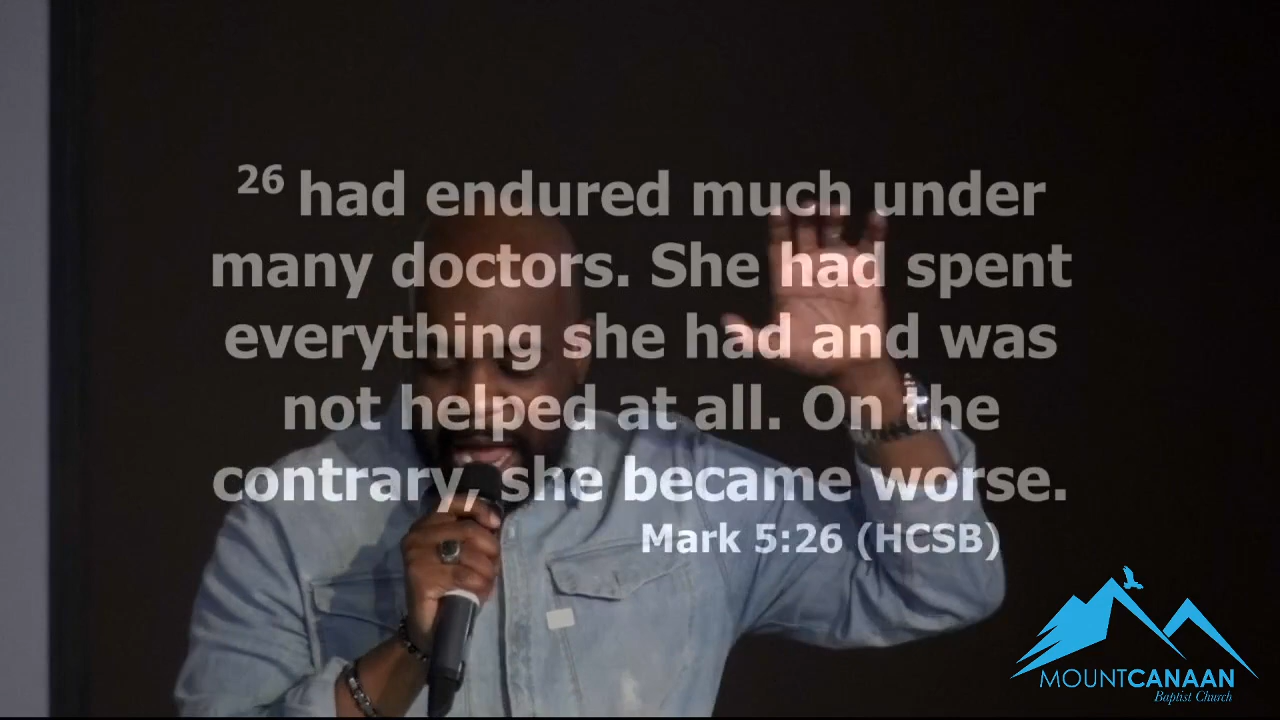 26 had endured much under
many doctors. She had spent
everything she had and was
not helped at all. On the
contrary, she became worse.
Mark 5:26 (HCSB)
MOUNTCANAAN
Baptist Church